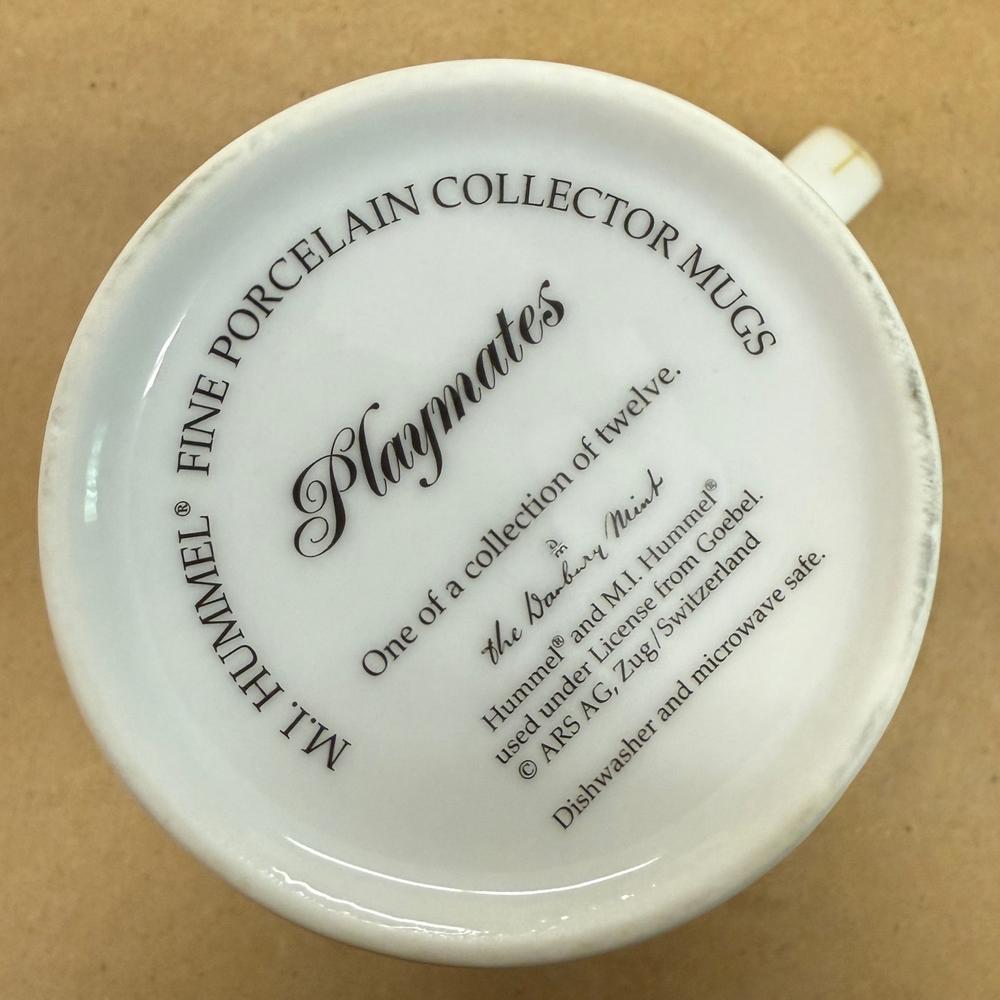 M.I. HUMMEL® FINE PORCELAIN COLLECTOR MUGS
Playmates
One of a collection of twelve.
the Danbury Mint
Hummel® and M.I. Hummel®
used under License from Goebel.
© ARS AG, Zug/Switzerland
Dishwasher and microwave safe.